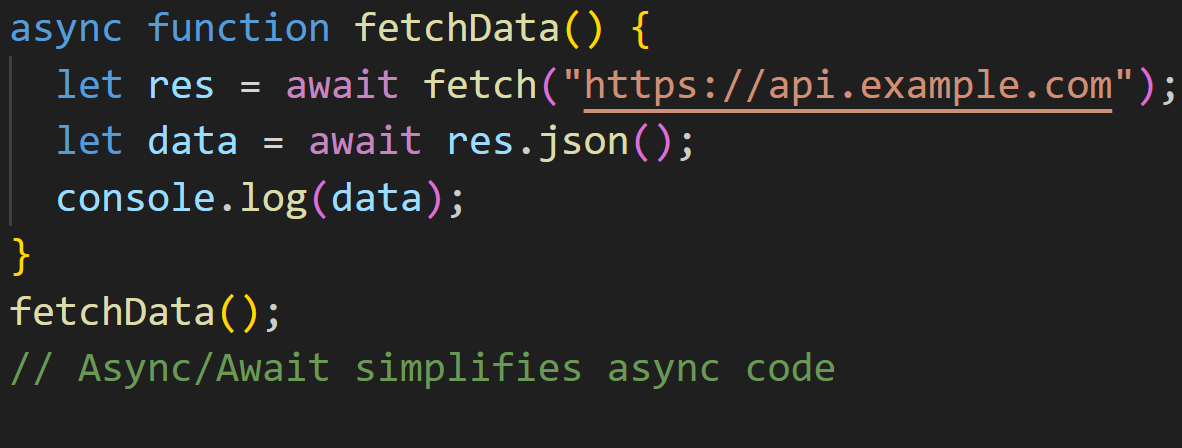 async function fetchData() {
  let res = await fetch("https://api.example.com");
  let data = await res.json();
  console.log(data);
}
fetchData();
// Async/Await simplifies async code